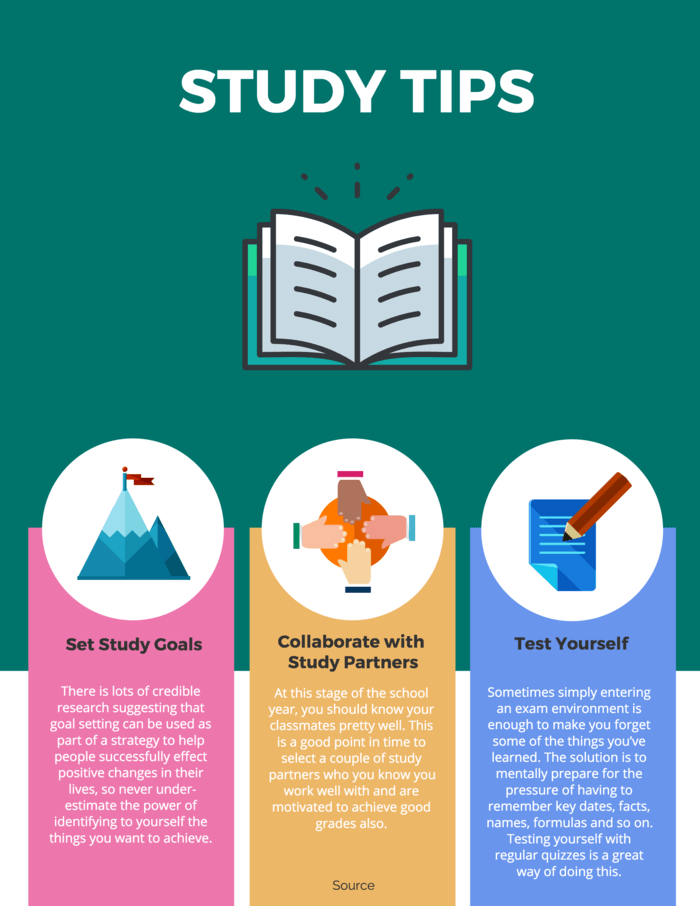 STUDY TIPS
Set Study Goals
There is lots of credible
research suggesting that
goal setting can be used as
part of a strategy to help
people successfully effect
positive changes in their
lives, so never under-
estimate the power of
identifying to yourself the
things you want to achieve.
Collaborate with
Study Partners
At this stage of the school
year, you should know your
classmates pretty well. This
is a good point in time to
select a couple of study
partners who you know you
work well with and are
motivated to achieve good
grades also.
Source
Test Yourself
Sometimes simply entering
an exam environment is
enough to make you forget
some of the things you've
learned. The solution is to
mentally prepare for the
pressure of having to
remember key dates, facts,
names, formulas and so on.
Testing yourself with
regular quizzes is a great
way of doing this.